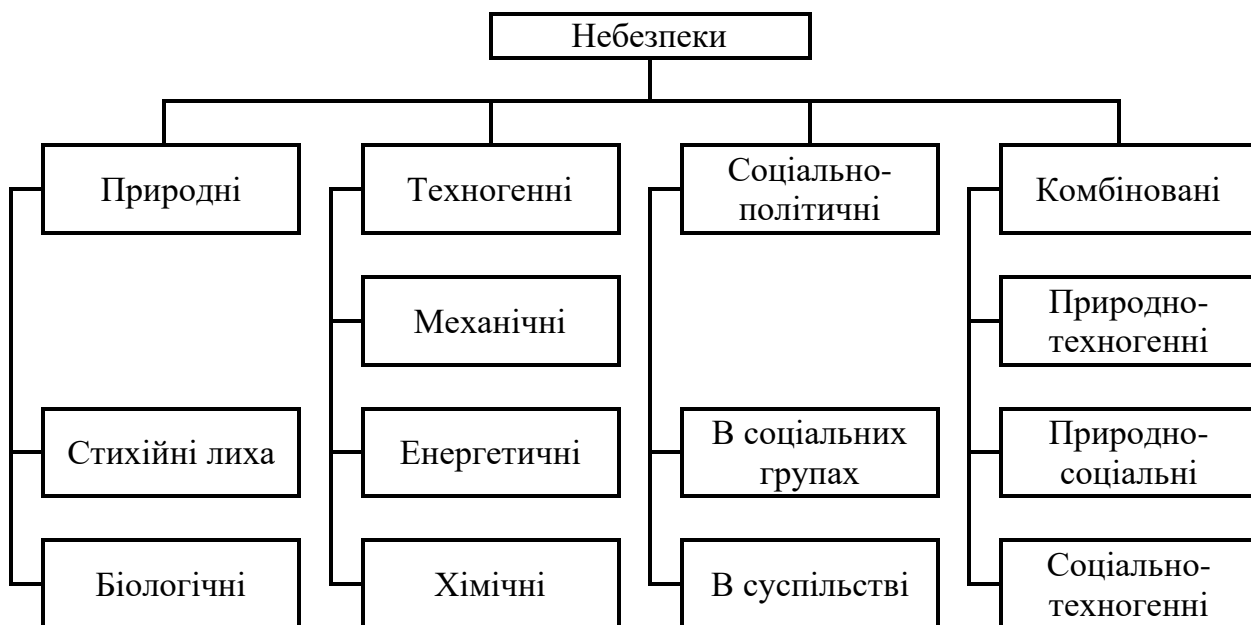 Небезпеки
Природні
Техногенні
Соціально-
політичні
Комбіновані
Механічні
Природно-
техногенні
Стихійні лиха
Енергетичні
В соціальних
групах
Природно-
соціальні
Біологічні
Хімічні
В суспільстві
Соціально-
техногенні